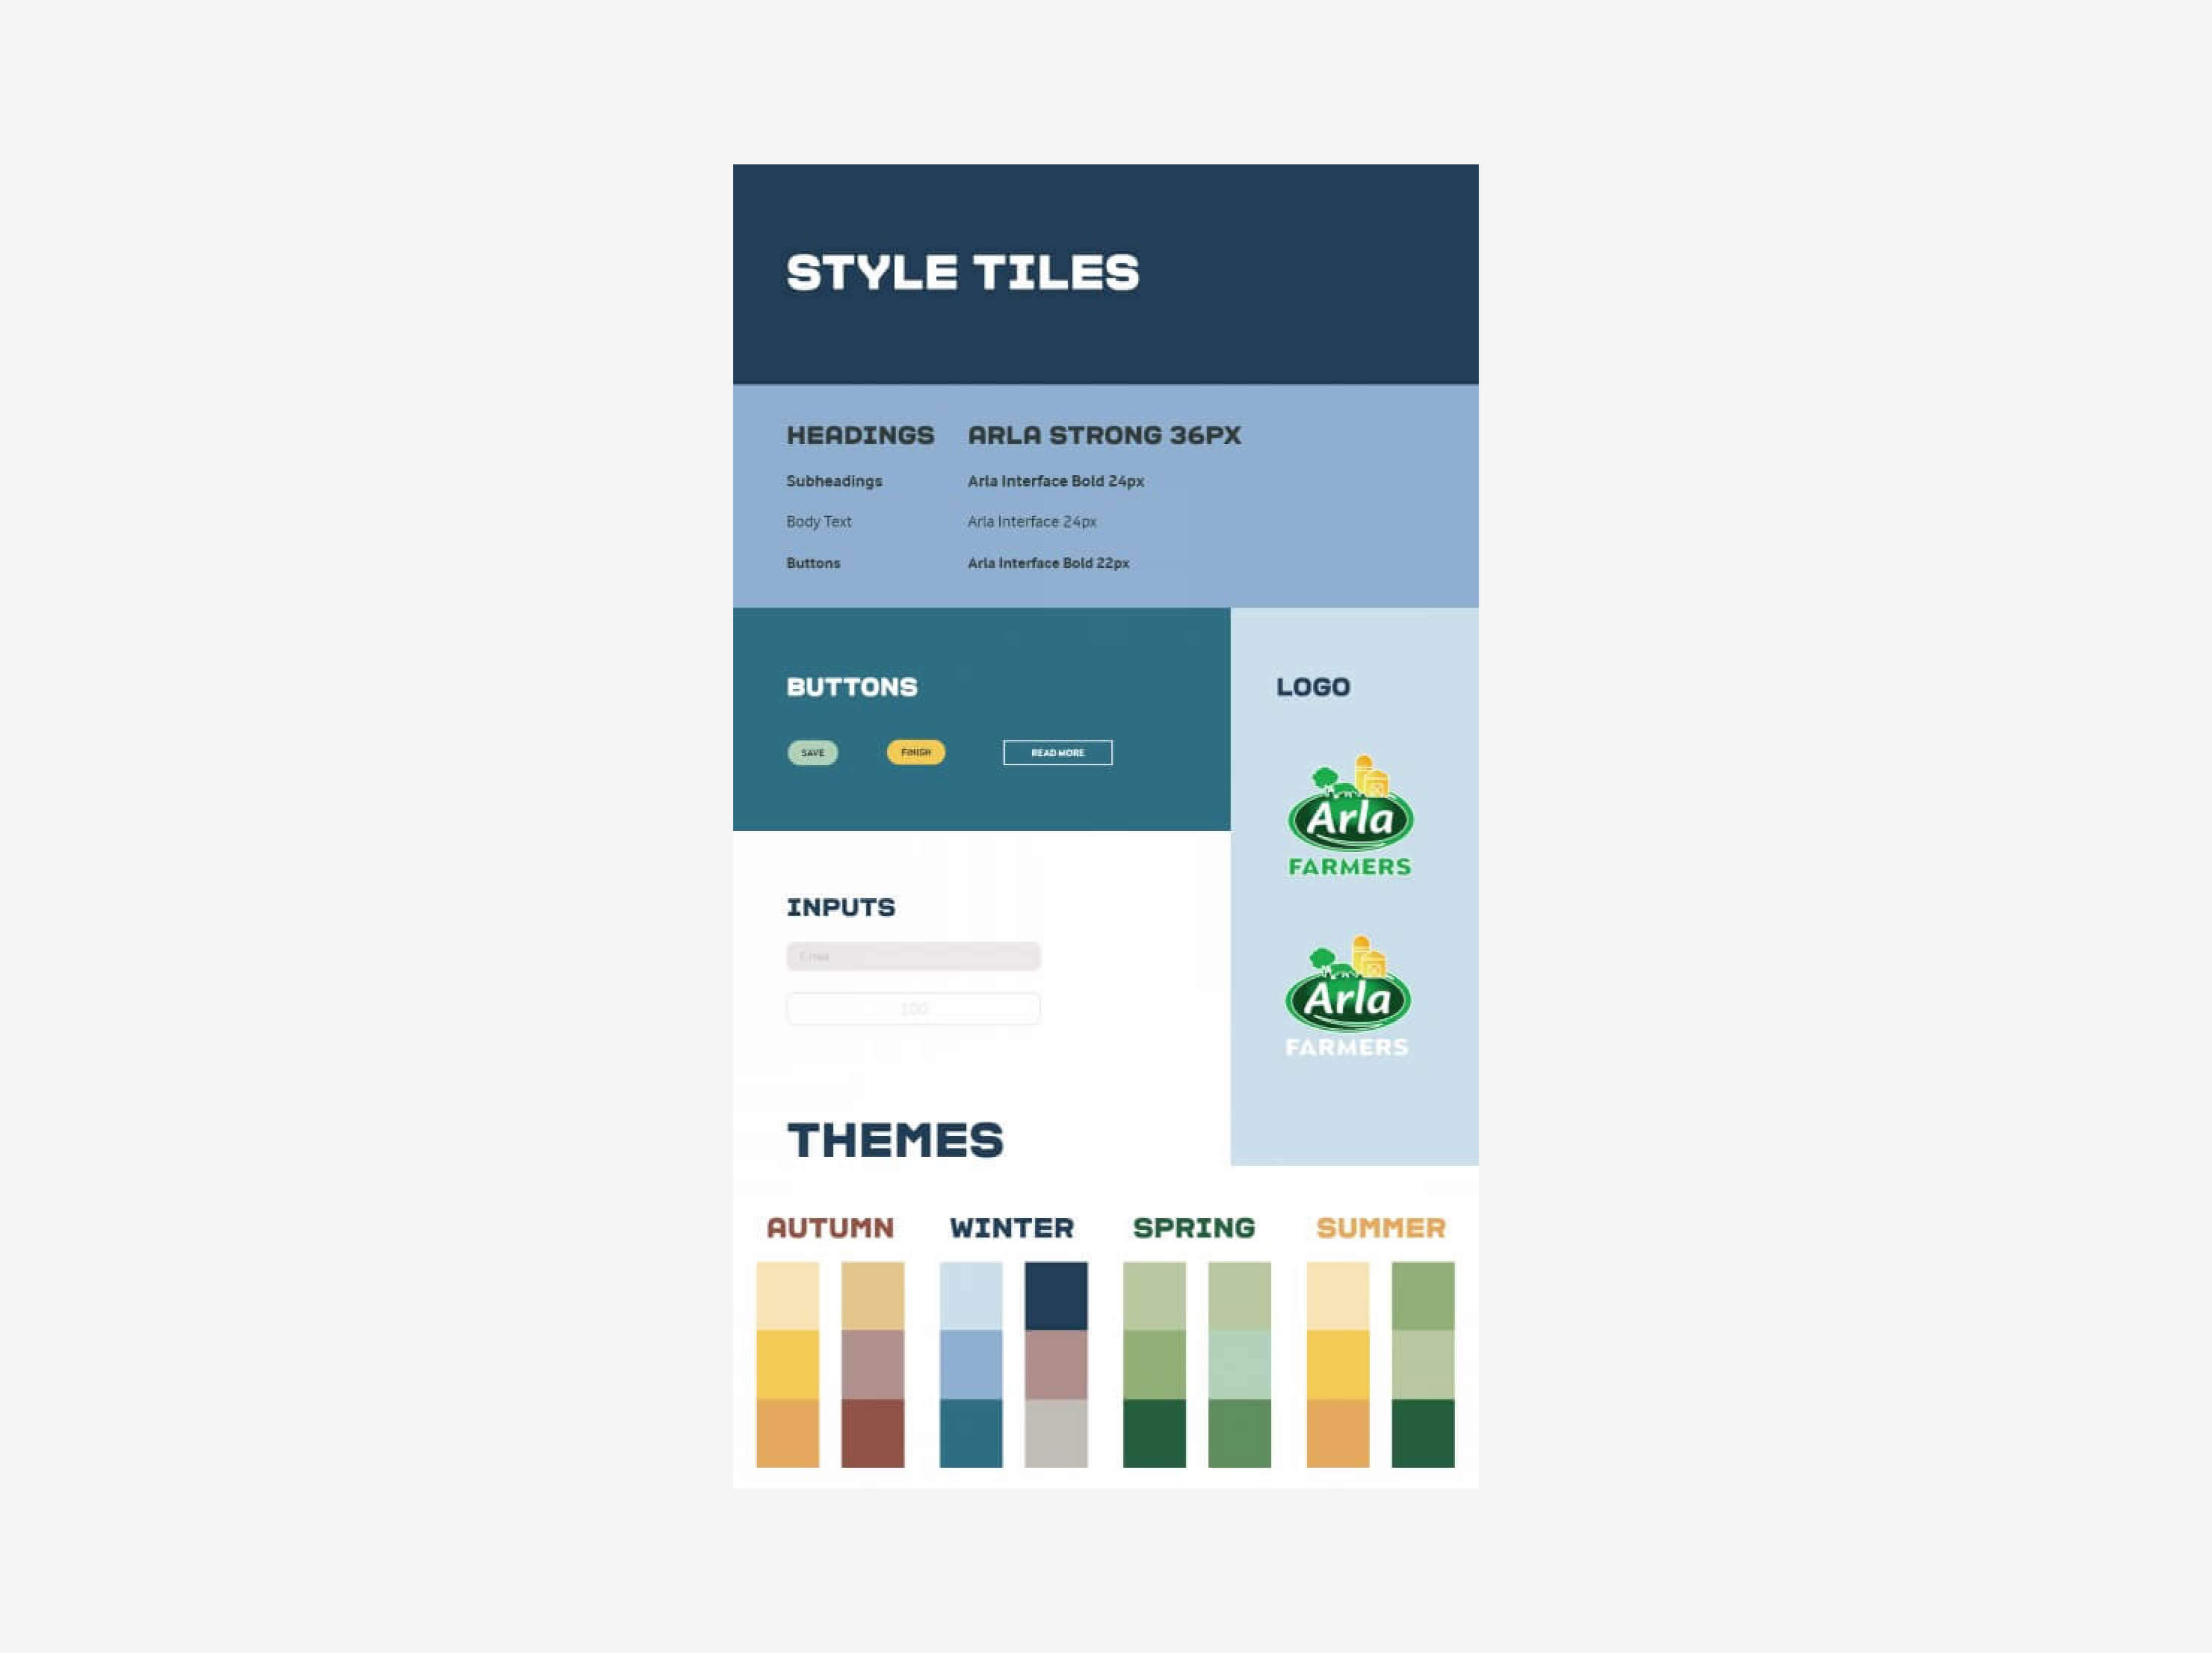 STYLE TILES
HEADINGS ARLA STRONG 36PX
Subheadings Arla Interface Bold 24px
Body Text Arla Interface 24px
Buttons Arla Interface Bold 22px
BUTTONS
SAVE FINISH READ MORE
LOGO
Arla
FARMERS
Arla
FARMERS
INPUTS
Email
100
THEMES
AUTUMN WINTER SPRING SUMMER